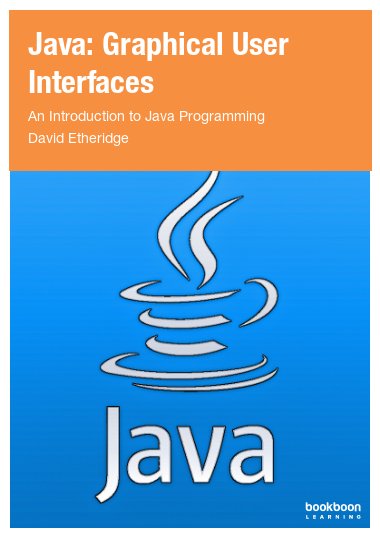 Java: Graphical User
Interfaces
An Introduction to Java Programming
David Etheridge
Java
bookboon
LEARNING